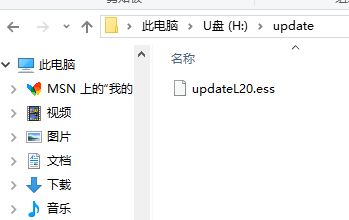 此电脑 > U盘 (H:) > update
名称
updateL20.ess
此电脑
MSN 上的"我的
视频
图片
文档
下载
音乐